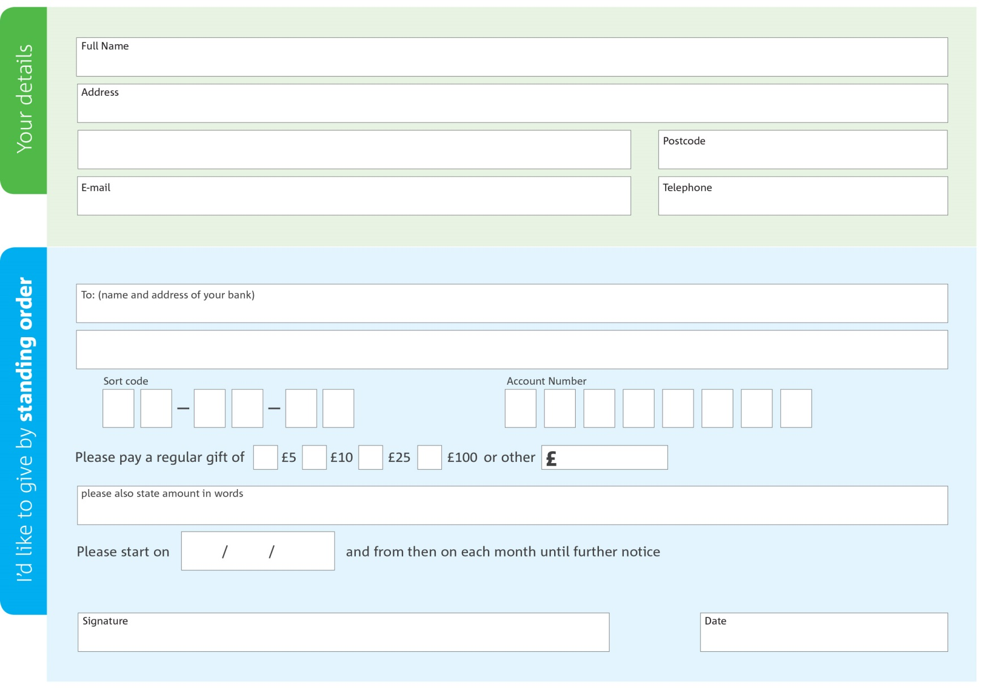 Your details
Full Name
Address
Postcode
E-mail
Telephone
I'd like to give by standing order
To: (name and address of your bank)
Sort code
Account Number
– –
Please pay a regular gift of £5 £10 £25 £100 or other £
please also state amount in words
Please start on / / and from then on each month until further notice
Signature
Date